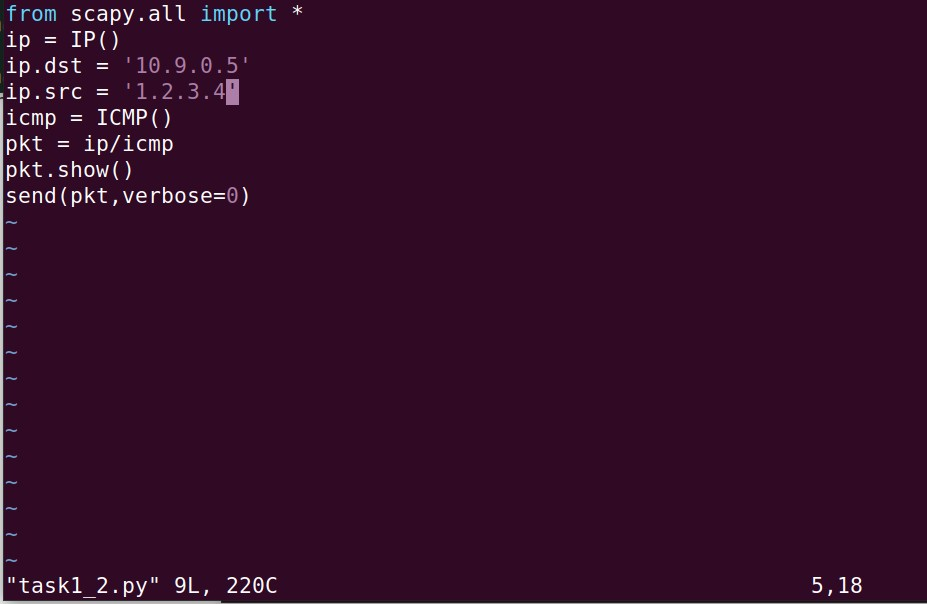 from scapy.all import *
ip = IP()
ip.dst = '10.9.0.5'
ip.src = '1.2.3.4'
icmp = ICMP()
pkt = ip/icmp
pkt.show()
send(pkt,verbose=0)
~
~
~
~
~
~
~
~
~
~
~
~
~
~
"task1_2.py" 9L, 220C 5,18